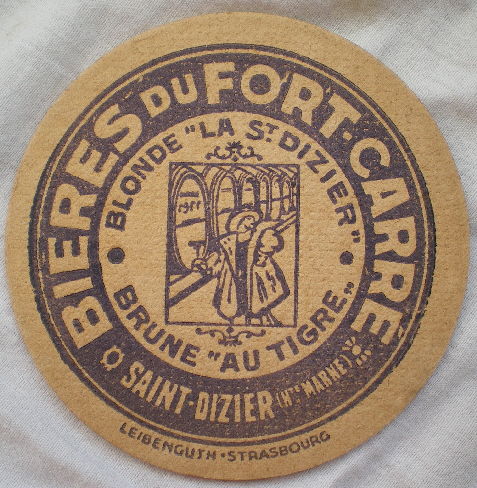 BIERES DU FORT-CARRE
BLONDE "LA ST DIZIER"
BRUNE "AU TIGRE"
SAINT-DIZIER (HTE MARNE)
LEIBENGUTH • STRASBOURG